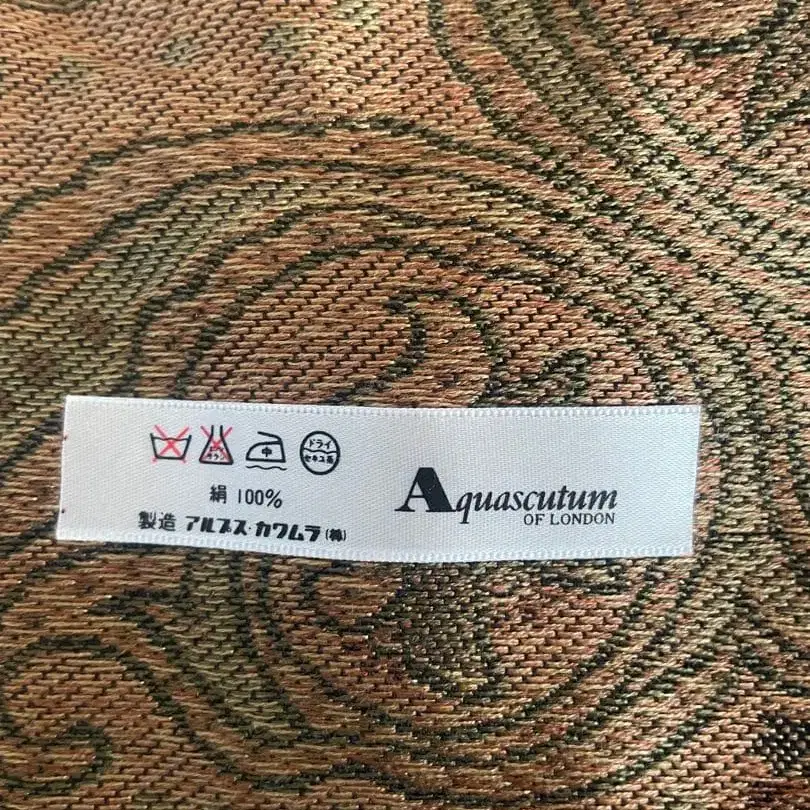 ドライ
セキユ系
絹 100%
製造 アルプス・カワムラ(株)
中
Aquascutum
OF LONDON